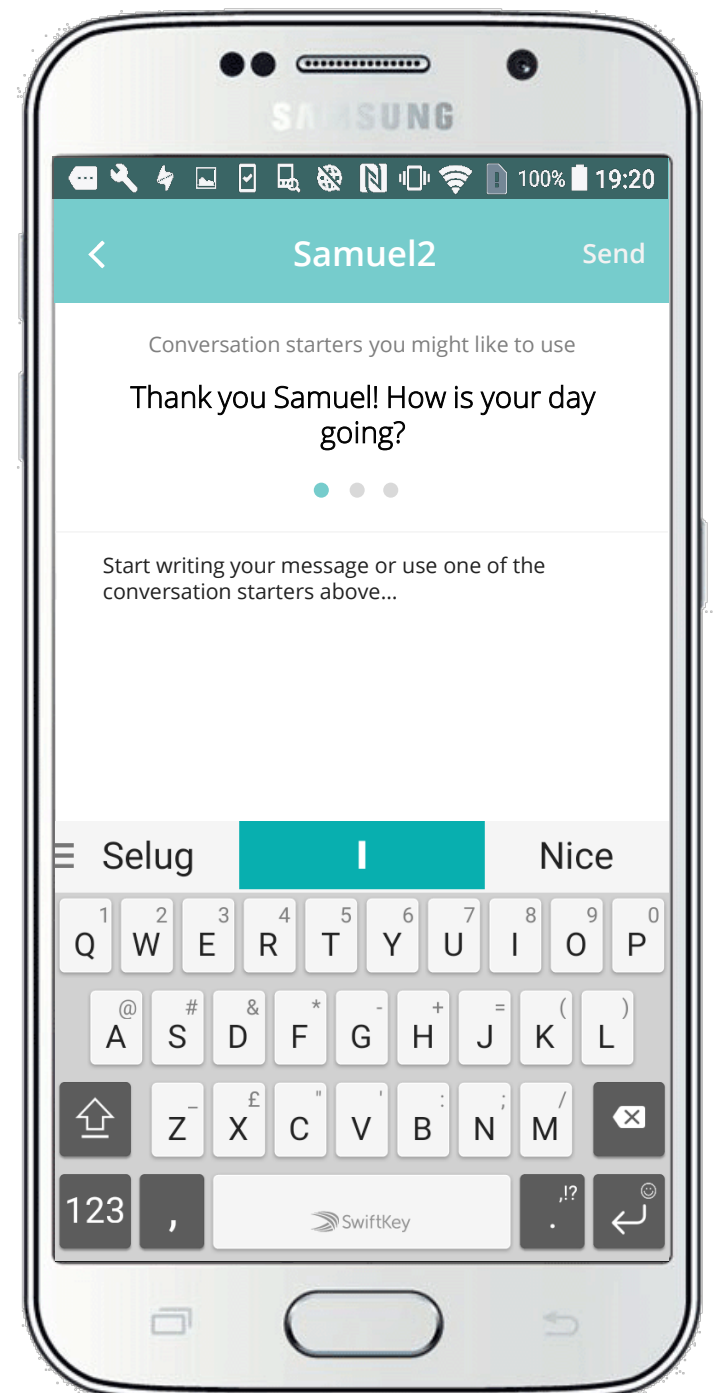 SAMSUNG
100% 19:20
Samuel2 Send
Conversation starters you might like to use
Thank you Samuel! How is your day
going?
Start writing your message or use one of the
conversation starters above...
Selug I Nice
1 2 3 4 5 6 7 8 9 0
Q W E R T Y U I O P
@ # & * - + = ( )
A S D F G H J K L
_ £ " ' : ; /
Z X C V B N M
123 , SwiftKey ,!? .